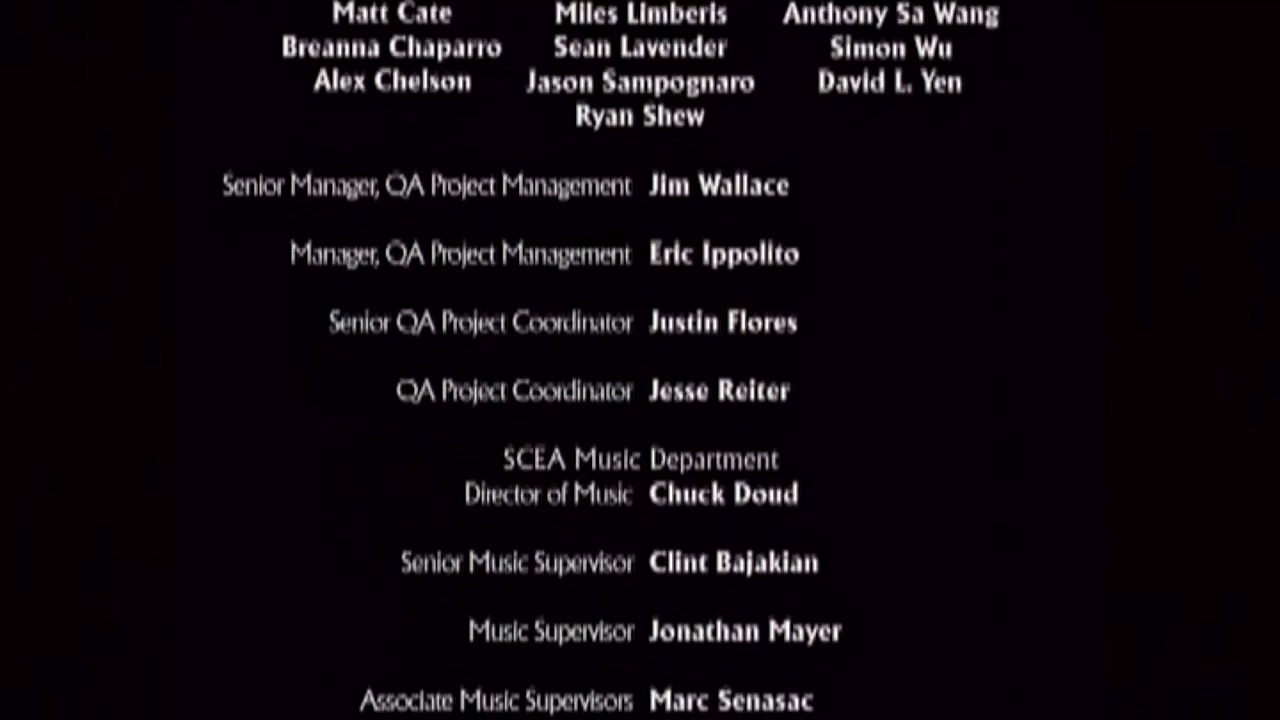 Matt Cate Miles Limberis Anthony Sa Wang
Breanna Chaparro Sean Lavender Simon Wu
Alex Chelson Jason Sampognaro David L. Yen
Ryan Shew
Senior Manager, QA Project Management Jim Wallace
Manager, QA Project Management Eric Ippolito
Senior QA Project Coordinator Justin Flores
QA Project Coordinator Jesse Reiter
SCEA Music Department
Director of Music Chuck Doud
Senior Music Supervisor Clint Bajakian
Music Supervisor Jonathan Mayer
Associate Music Supervisors Marc Senasac